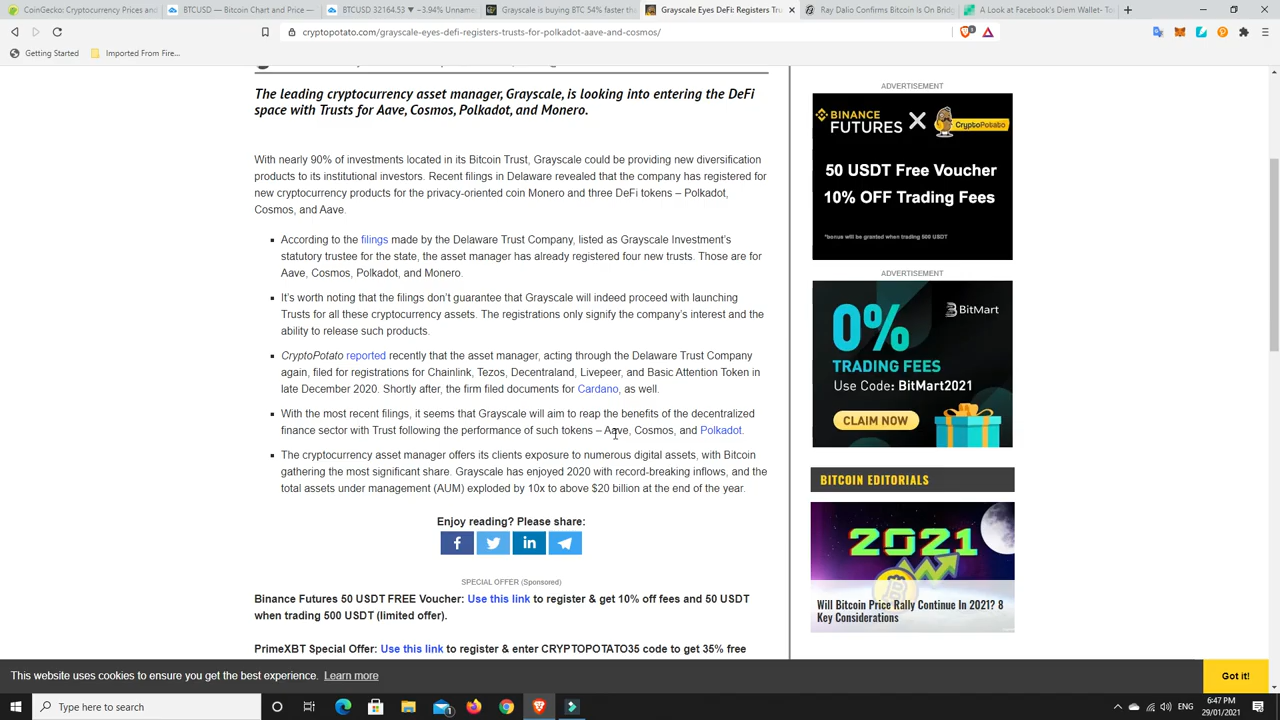 CoinGecko: Cryptocurrency Prices and
BTCUSD — Bitcoin Chart and Price —
BTCUSD 32164.53 ▼ −3.94% Unname
Grayscale is buying BTC 54% faster th
Grayscale Eyes DeFi: Registers Tru
Ray Dalio Confirms Bitcoin Is On Bridg
A Look at Facebook's Diem Wallet- To
cryptopotato.com/grayscale-eyes-defi-registers-trusts-for-polkadot-aave-and-cosmos/
Getting Started
Imported From Fire...
The leading cryptocurrency asset manager, Grayscale, is looking into entering the DeFi
space with Trusts for Aave, Cosmos, Polkadot, and Monero.
With nearly 90% of investments located in its Bitcoin Trust, Grayscale could be providing new diversification
products to its institutional investors. Recent filings in Delaware revealed that the company has registered for
new cryptocurrency products for the privacy-oriented coin Monero and three DeFi tokens – Polkadot,
Cosmos, and Aave.
According to the filings made by the Delaware Trust Company, listed as Grayscale Investment's
statutory trustee for the state, the asset manager has already registered four new trusts. Those are for
Aave, Cosmos, Polkadot, and Monero.
It's worth noting that the filings don't guarantee that Grayscale will indeed proceed with launching
Trusts for all these cryptocurrency assets. The registrations only signify the company's interest and the
ability to release such products.
CryptoPotato reported recently that the asset manager, acting through the Delaware Trust Company
again, filed for registrations for Chainlink, Tezos, Decentraland, Livepeer, and Basic Attention Token in
late December 2020. Shortly after, the firm filed documents for Cardano, as well.
With the most recent filings, it seems that Grayscale will aim to reap the benefits of the decentralized
finance sector with Trust following the performance of such tokens – Aave, Cosmos, and Polkadot.
The cryptocurrency asset manager offers its clients exposure to numerous digital assets, with Bitcoin
gathering the most significant share. Grayscale has enjoyed 2020 with record-breaking inflows, and the
total assets under management (AUM) exploded by 10x to above $20 billion at the end of the year.
Enjoy reading? Please share:
SPECIAL OFFER (Sponsored)
Binance Futures 50 USDT FREE Voucher: Use this link to register & get 10% off fees and 50 USDT
when trading 500 USDT (limited offer).
PrimeXBT Special Offer: Use this link to register & enter CRYPTOPOTATO35 code to get 35% free
ADVERTISEMENT
BINANCE
FUTURES X CryptoPotato
50 USDT Free Voucher
10% OFF Trading Fees
*bonus will be granted when trading 500 USDT
ADVERTISEMENT
BitMart
0%
TRADING FEES
Use Code: BitMart2021
CLAIM NOW
BITCOIN EDITORIALS
2021
Will Bitcoin Price Rally Continue In 2021? 8
Key Considerations
This website uses cookies to ensure you get the best experience. Learn more
Got it!
Type here to search
ENG
6:47 PM
29/01/2021